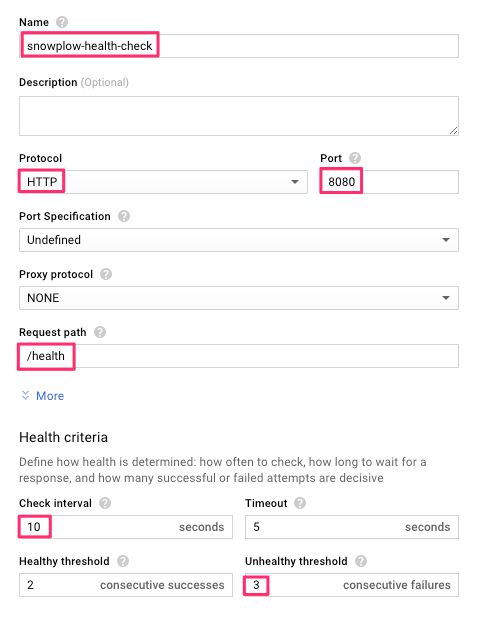 Name ?
snowplow-health-check
Description (Optional)
Protocol Port ?
HTTP 8080
Port Specification ?
Undefined
Proxy protocol ?
NONE
Request path ?
/health
More
Health criteria
Define how health is determined: how often to check, how long to wait for a
response, and how many successful or failed attempts are decisive
Check interval ? Timeout ?
10 seconds 5 seconds
Healthy threshold ? Unhealthy threshold ?
2 consecutive successes 3 consecutive failures